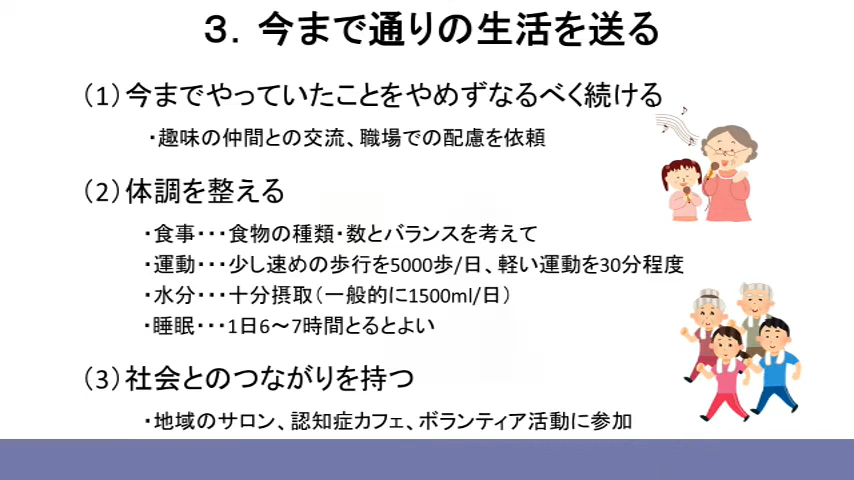 ３．今まで通りの生活を送る
（1）今までやっていたことをやめずなるべく続ける
・趣味の仲間との交流、職場での配慮を依頼
（2）体調を整える
・食事・・・食物の種類・数とバランスを考えて
・運動・・・少し速めの歩行を5000歩/日、軽い運動を30分程度
・水分・・・十分摂取（一般的に1500ml/日）
・睡眠・・・1日6～7時間とるとよい
（3）社会とのつながりを持つ
・地域のサロン、認知症カフェ、ボランティア活動に参加